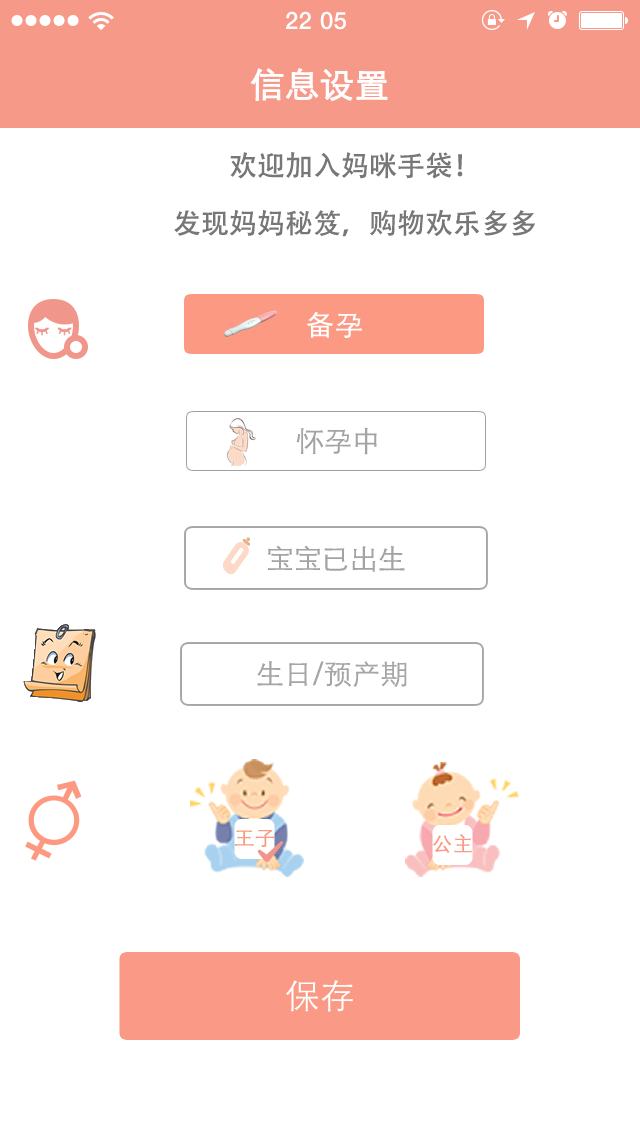 22 05
信息设置
欢迎加入妈咪手袋！
发现妈妈秘笈，购物欢乐多多
备孕
怀孕中
宝宝已出生
生日/预产期
王子
公主
保存